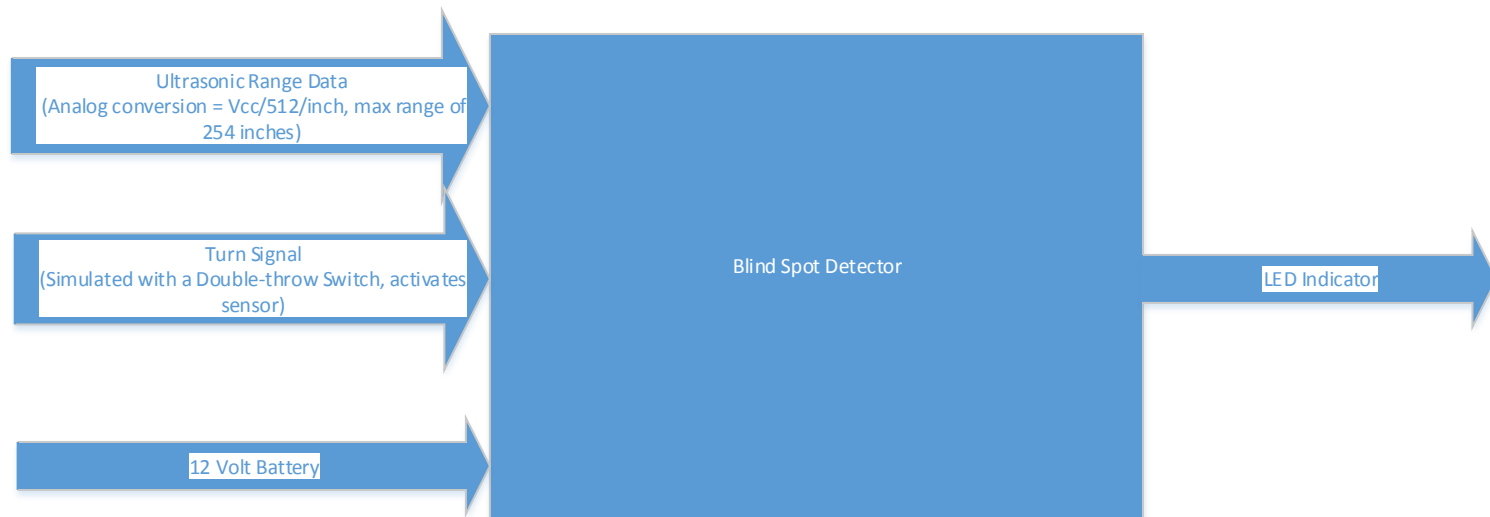 Ultrasonic Range Data
(Analog conversion = Vcc/512/inch, max range of
254 inches)
Turn Signal
(Simulated with a Double-throw Switch, activates
sensor)
Blind Spot Detector
LED Indicator
12 Volt Battery